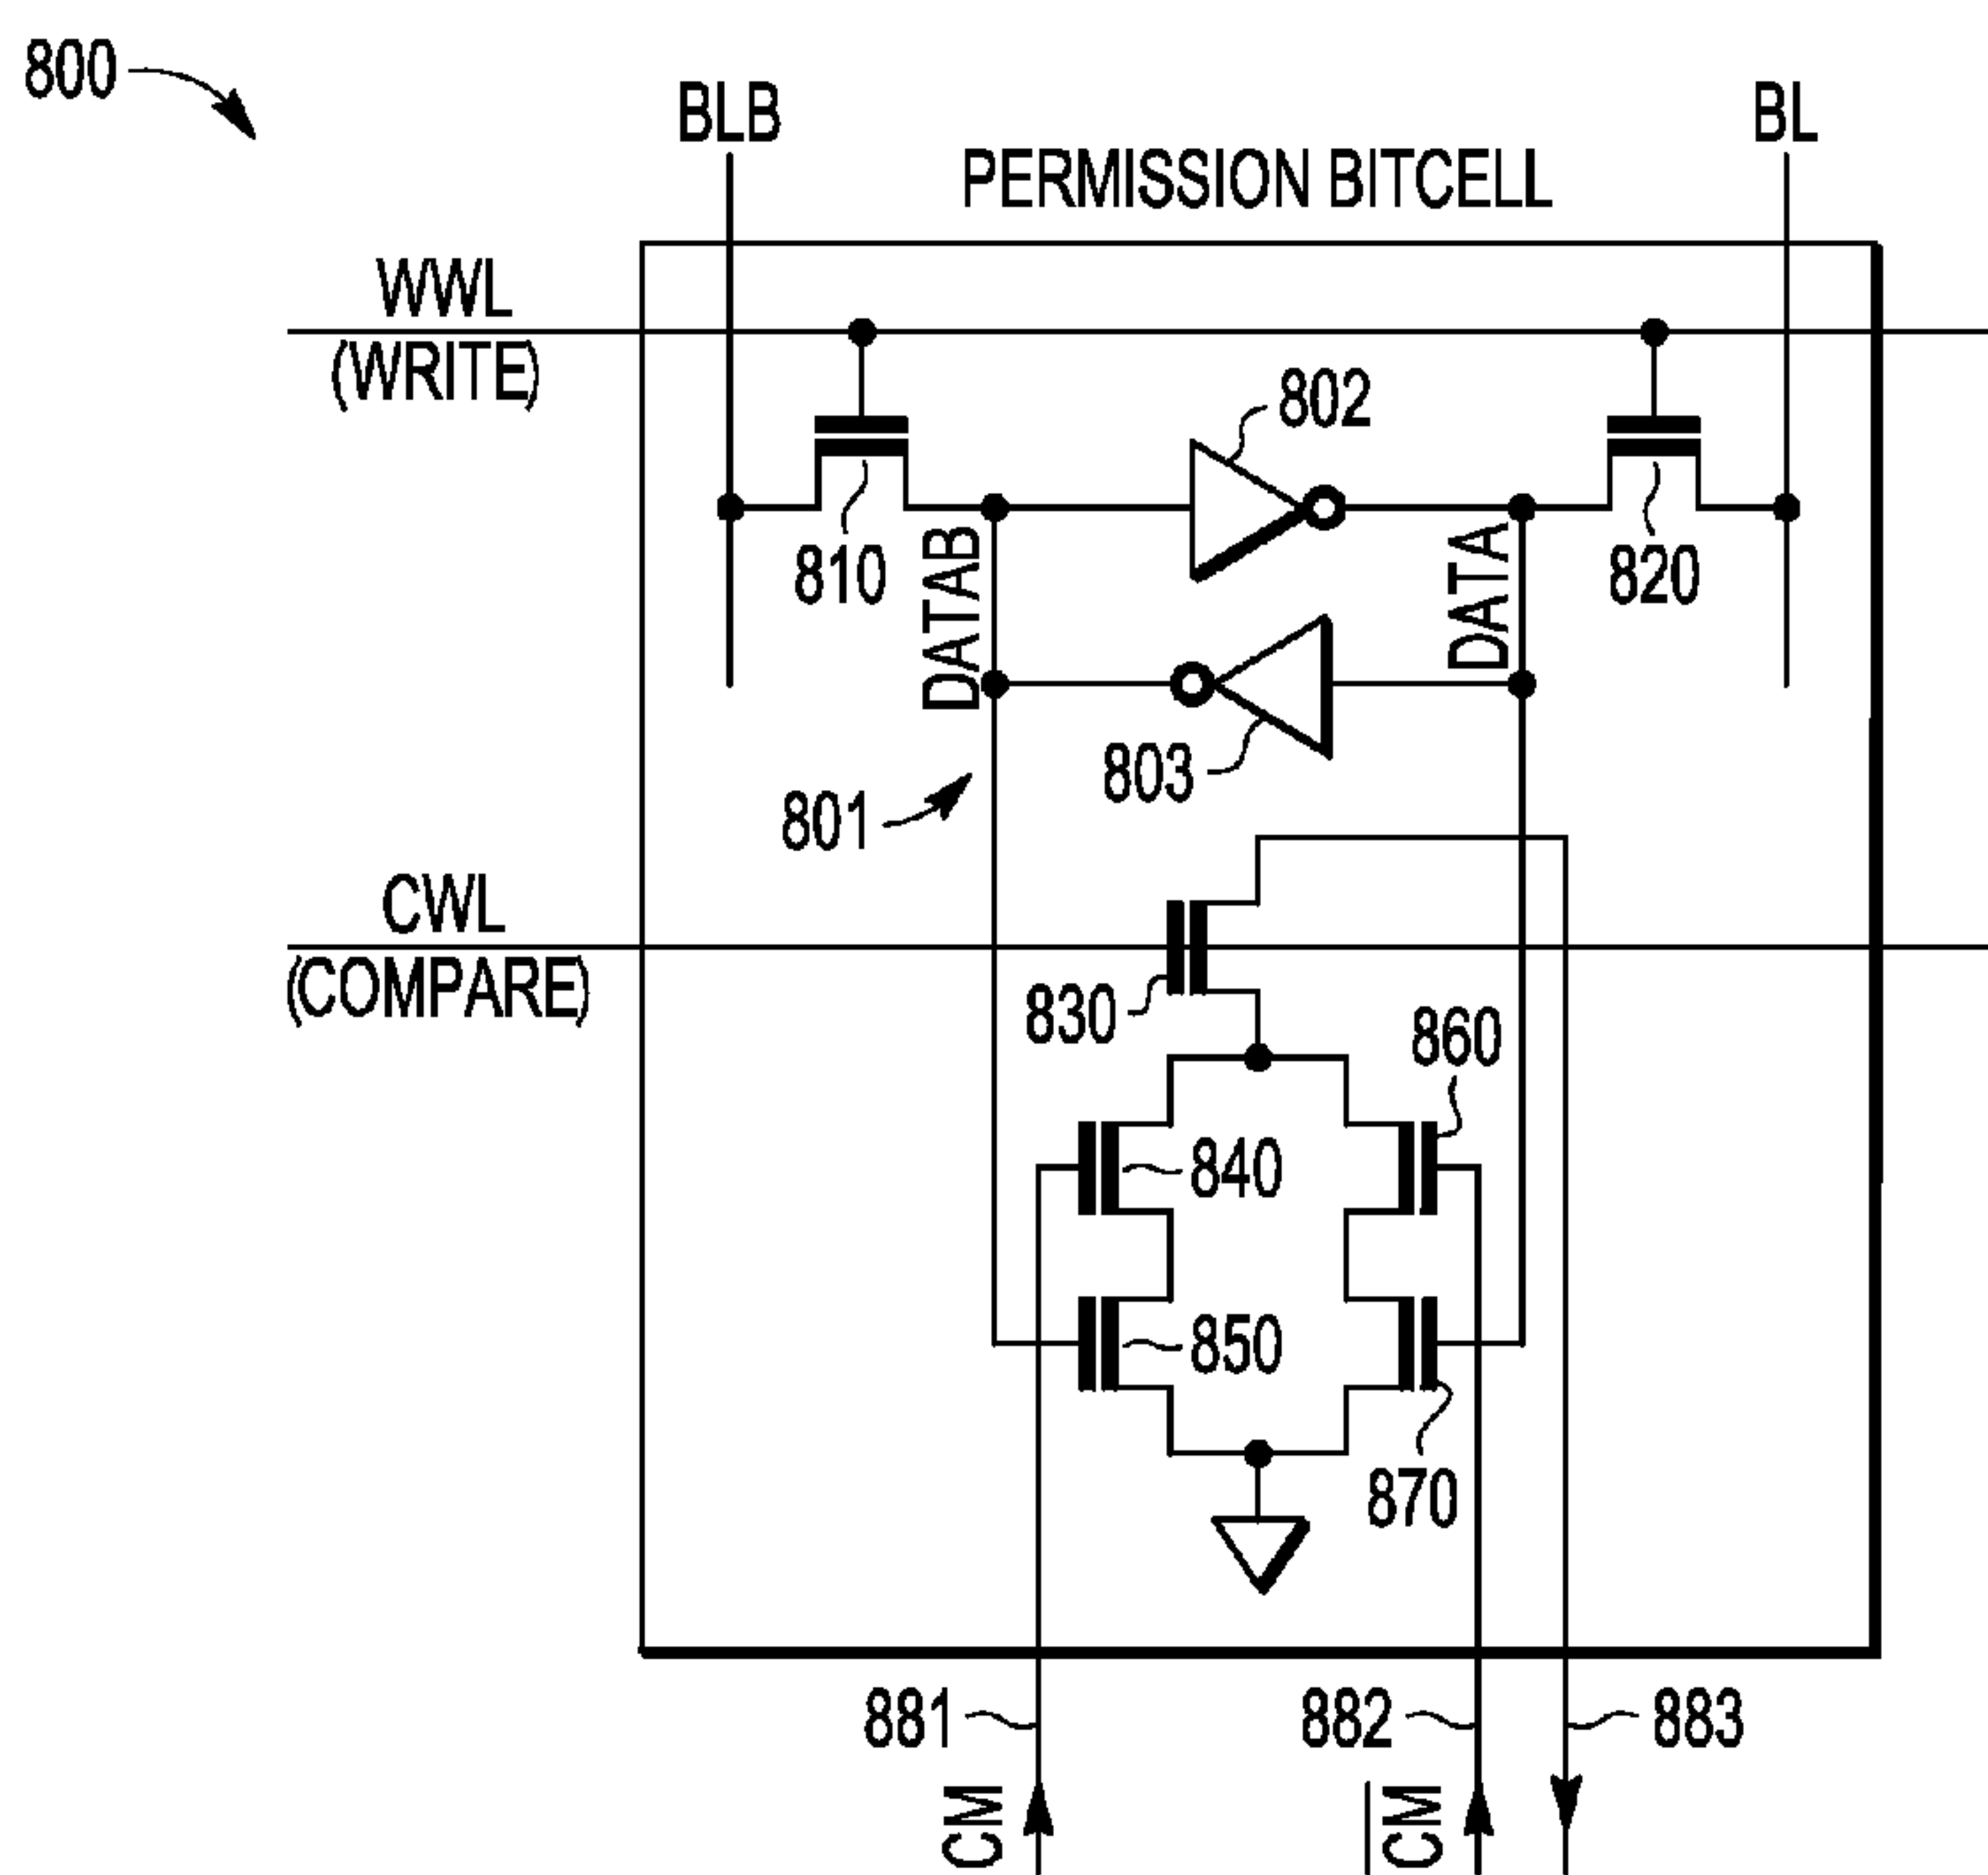 800
BLB
BL
PERMISSION BITCELL
WWL
(WRITE)
802
810
DATAB
DATA
820
803
801
CWL
(COMPARE)
830
860
840
850
870
881
882
883
CM
C̅M̅